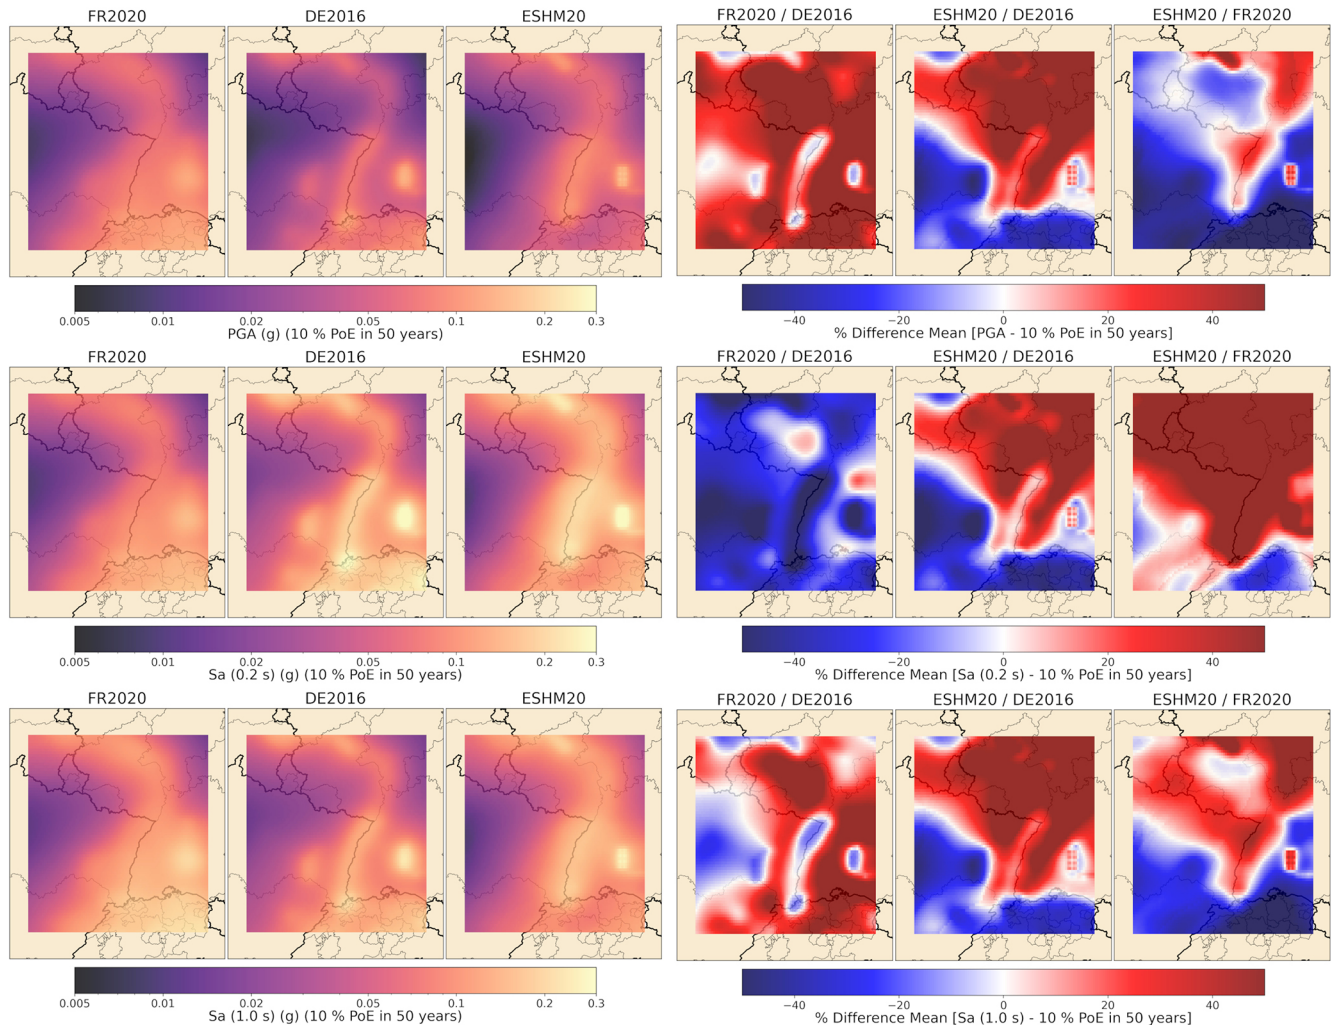 FR2020 DE2016 ESHM20 FR2020 / DE2016 ESHM20 / DE2016 ESHM20 / FR2020
0.005 0.01 0.02 0.05 0.1 0.2 0.3
PGA (g) (10 % PoE in 50 years)
−40 −20 0 20 40
% Difference Mean [PGA - 10 % PoE in 50 years]
FR2020 DE2016 ESHM20 FR2020 / DE2016 ESHM20 / DE2016 ESHM20 / FR2020
0.005 0.01 0.02 0.05 0.1 0.2 0.3
Sa (0.2 s) (g) (10 % PoE in 50 years)
−40 −20 0 20 40
% Difference Mean [Sa (0.2 s) - 10 % PoE in 50 years]
FR2020 DE2016 ESHM20 FR2020 / DE2016 ESHM20 / DE2016 ESHM20 / FR2020
0.005 0.01 0.02 0.05 0.1 0.2 0.3
Sa (1.0 s) (g) (10 % PoE in 50 years)
−40 −20 0 20 40
% Difference Mean [Sa (1.0 s) - 10 % PoE in 50 years]